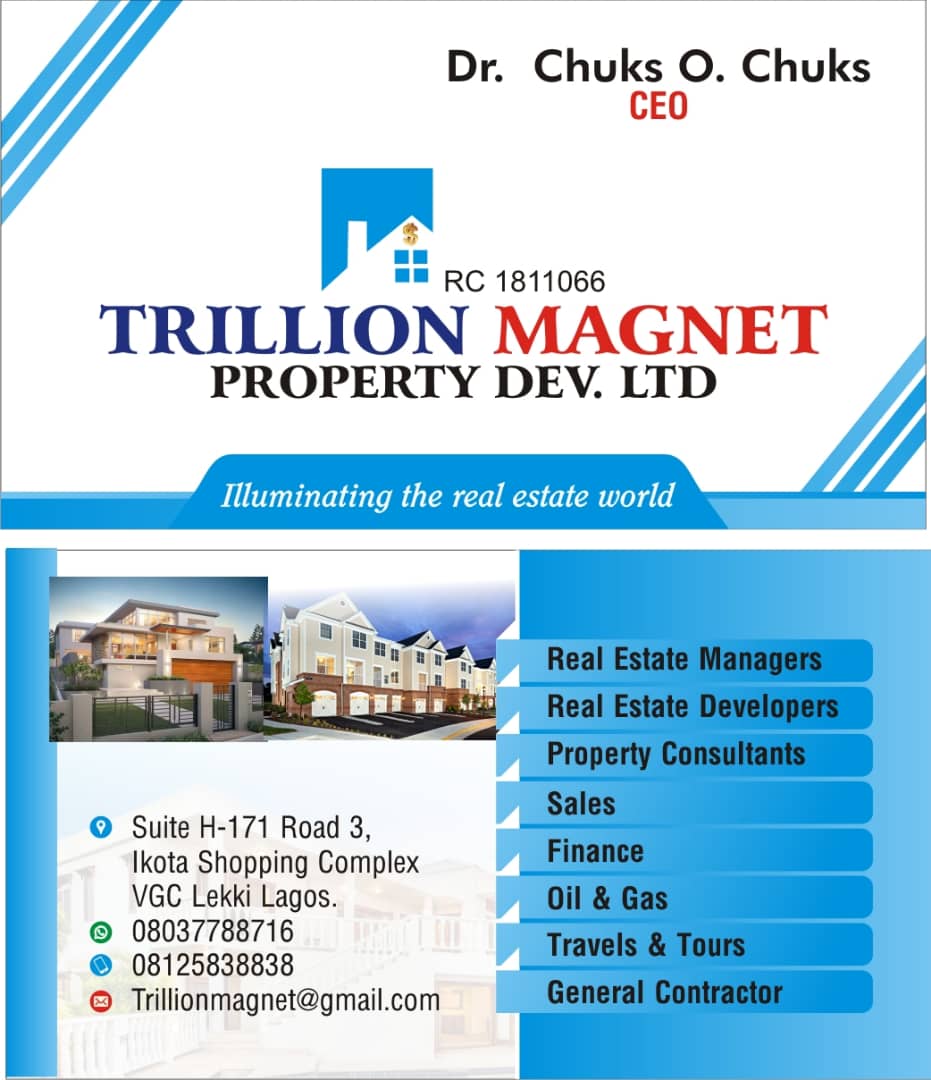 Dr. Chuks O. Chuks
CEO
RC 1811066
TRILLION MAGNET
PROPERTY DEV. LTD
Illuminating the real estate world
Suite H-171 Road 3,
Ikota Shopping Complex
VGC Lekki Lagos.
08037788716
08125838838
Trillionmagnet@gmail.com
Real Estate Managers
Real Estate Developers
Property Consultants
Sales
Finance
Oil & Gas
Travels & Tours
General Contractor